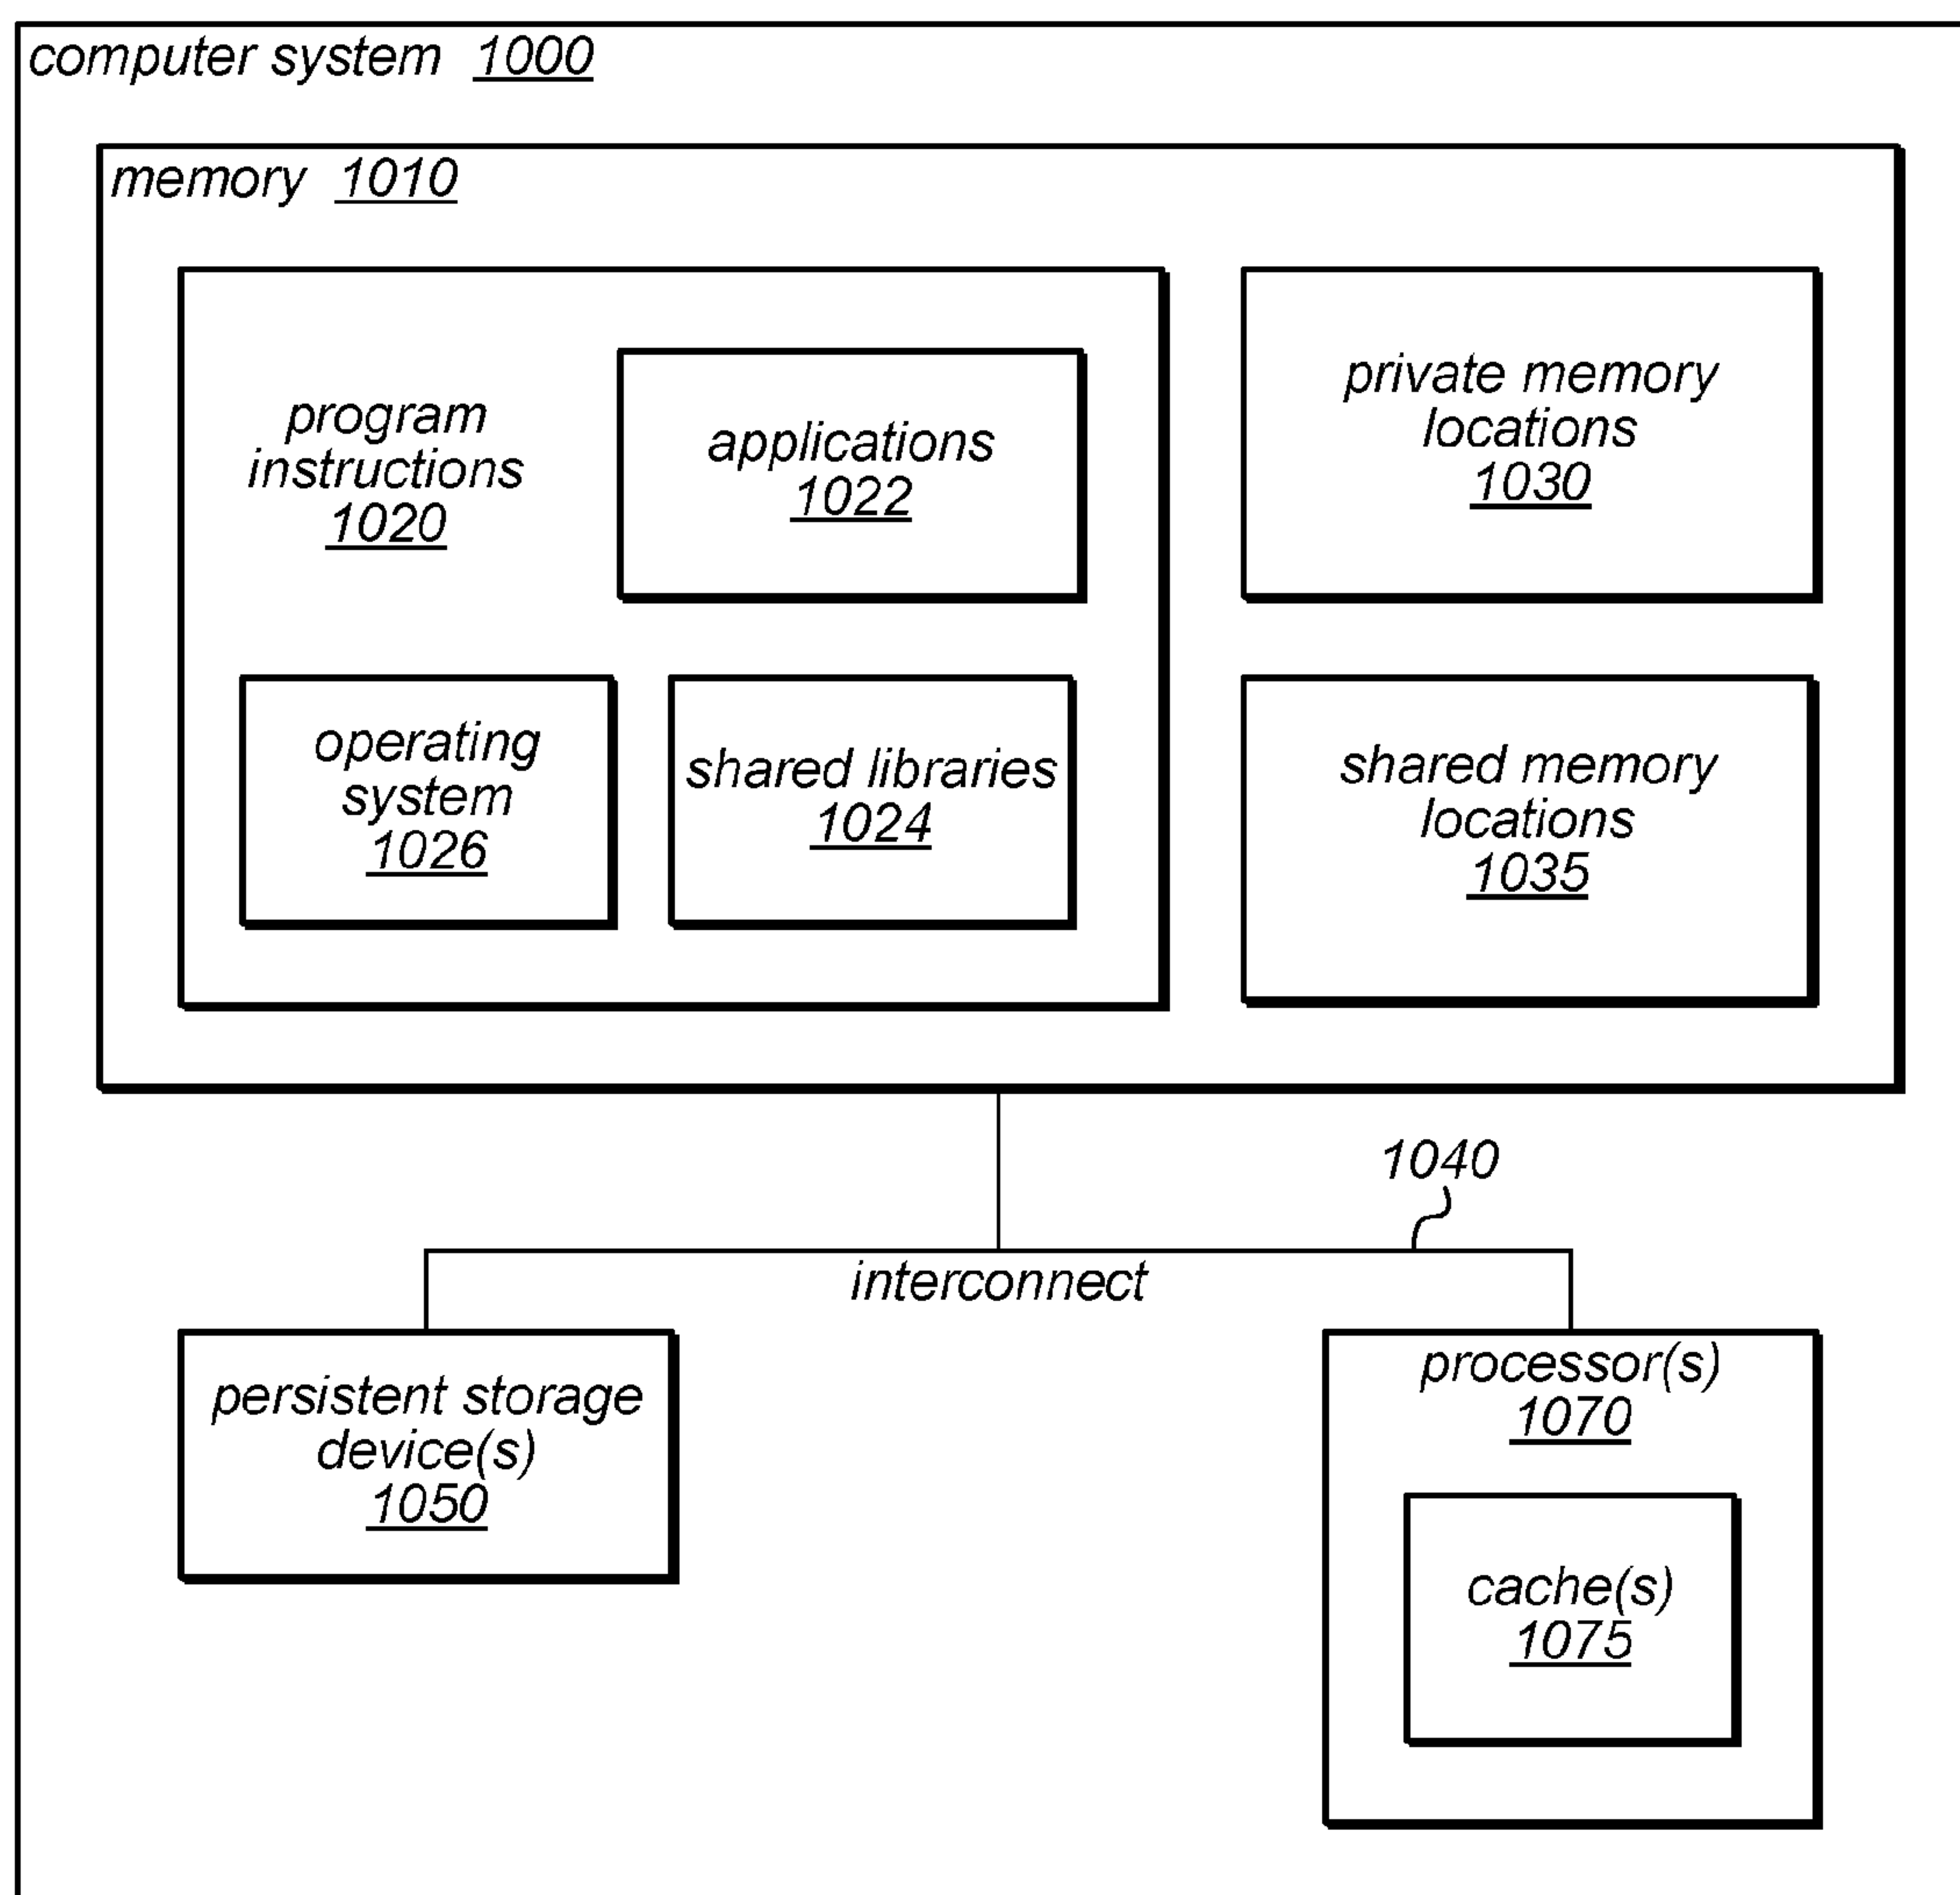 computer system 1000
memory 1010
program
instructions
1020
applications
1022
private memory
locations
1030
operating
system
1026
shared libraries
1024
shared memory
locations
1035
1040
interconnect
persistent storage
device(s)
1050
processor(s)
1070
cache(s)
1075